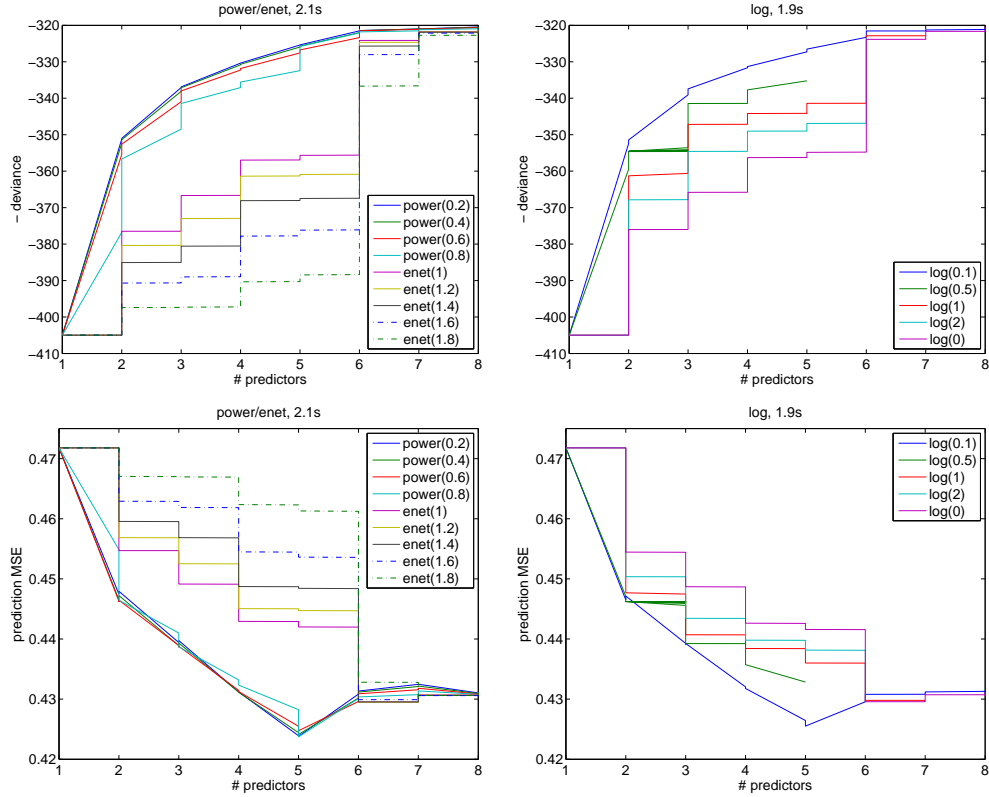 power/enet, 2.1s
−320
−330
−340
−350
−360
−370
−380
−390
−400
−410
− deviance
1 2 3 4 5 6 7 8
# predictors
power(0.2)
power(0.4)
power(0.6)
power(0.8)
enet(1)
enet(1.2)
enet(1.4)
enet(1.6)
enet(1.8)
log, 1.9s
−320
−330
−340
−350
−360
−370
−380
−390
−400
−410
− deviance
1 2 3 4 5 6 7 8
# predictors
log(0.1)
log(0.5)
log(1)
log(2)
log(0)
power/enet, 2.1s
0.47
0.46
0.45
0.44
0.43
0.42
prediction MSE
1 2 3 4 5 6 7 8
# predictors
power(0.2)
power(0.4)
power(0.6)
power(0.8)
enet(1)
enet(1.2)
enet(1.4)
enet(1.6)
enet(1.8)
log, 1.9s
0.47
0.46
0.45
0.44
0.43
0.42
prediction MSE
1 2 3 4 5 6 7 8
# predictors
log(0.1)
log(0.5)
log(1)
log(2)
log(0)